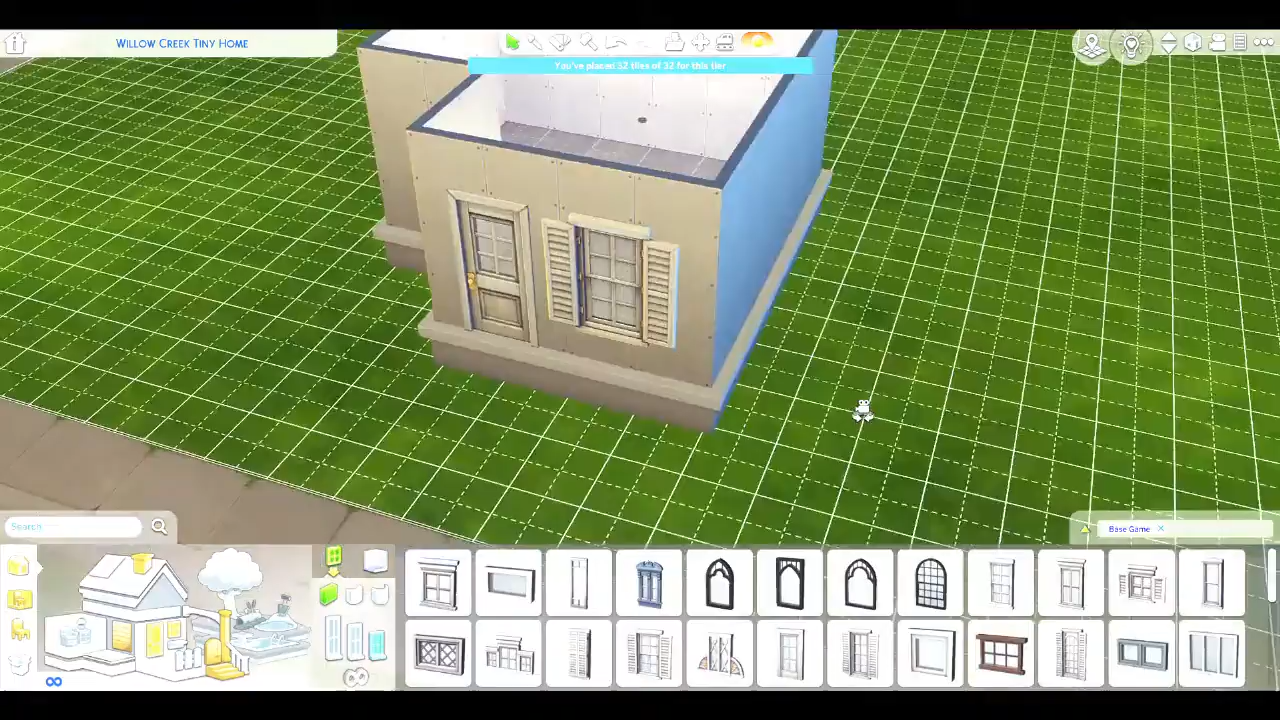 WILLOW CREEK TINY HOME
You've placed 32 tiles of 32 for this tier
Search
Base Game